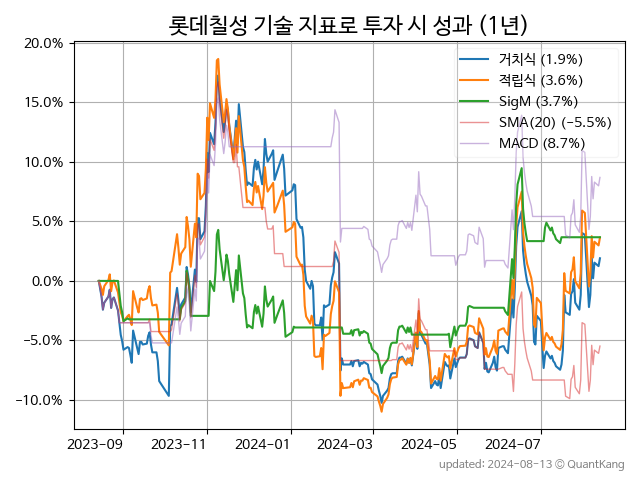 롯데칠성 기술 지표로 투자 시 성과 (1년)
20.0%
15.0%
10.0%
5.0%
0.0%
−5.0%
−10.0%
거치식 (1.9%)
적립식 (3.6%)
SigM (3.7%)
SMA(20) (−5.5%)
MACD (8.7%)
2023-09
2023-11
2024-01
2024-03
2024-05
2024-07
updated: 2024-08-13 ⓒ QuantKang